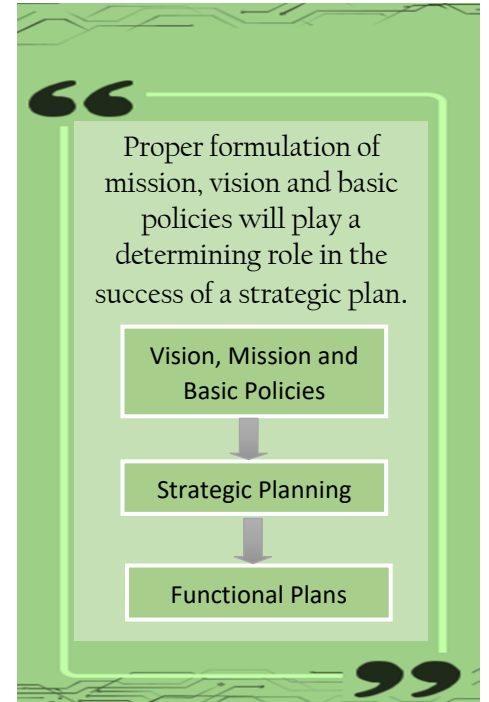 Proper formulation of
mission, vision and basic
policies will play a
determining role in the
success of a strategic plan.
Vision, Mission and
Basic Policies
Strategic Planning
Functional Plans